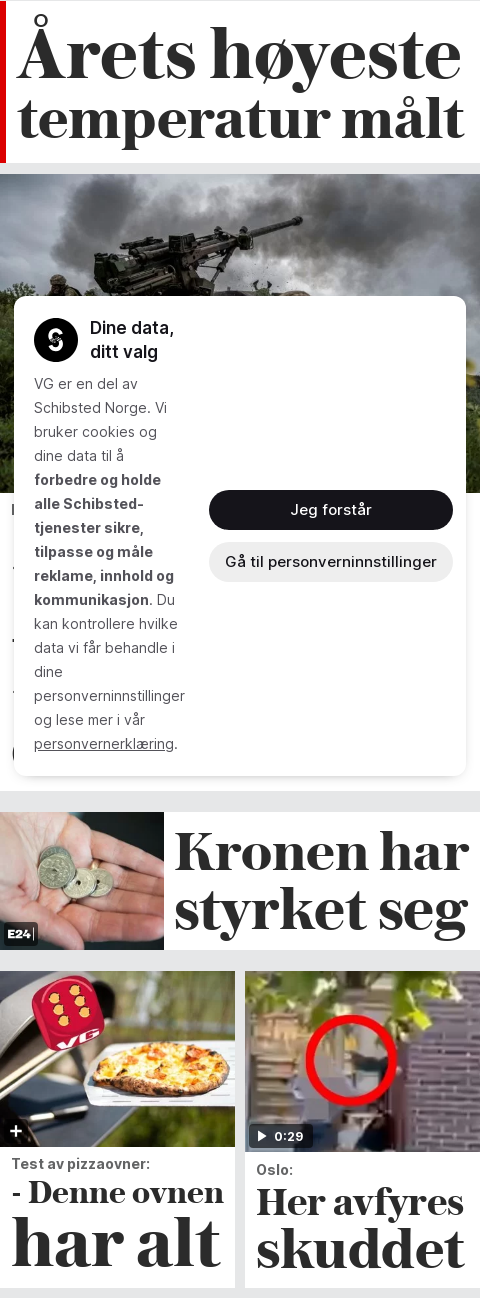 Årets høyeste
temperatur målt
Dine data,
ditt valg
VG er en del av
Schibsted Norge. Vi
bruker cookies og
dine data til å
forbedre og holde
alle Schibsted-
tjenester sikre,
tilpasse og måle
reklame, innhold og
kommunikasjon. Du
kan kontrollere hvilke
data vi får behandle i
dine
personverninnstillinger
og lese mer i vår
personvernerklæring.
Jeg forstår
Gå til personverninnstillinger
E24
Kronen har
styrket seg
VG
Test av pizzaovner:
- Denne ovnen
har alt
0:29
Oslo:
Her avfyres
skuddet